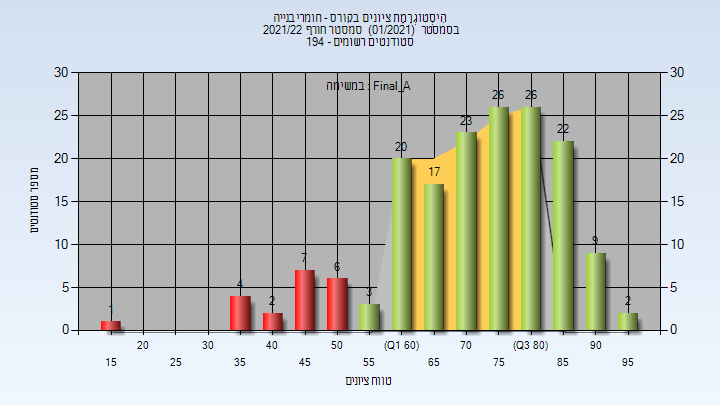 היסטוגרמת ציונים בקורס - חומרי בנייה
בסמסטר (01/2021) סמסטר חורף 2021/22
סטודנטים רשומים - 194
במשימה : Final_A
מספר סטודנטים
30 25 20 15 10 5 0
30 25 20 15 10 5 0
1 4 2 7 6 3 20 17 23 26 26 22 9 2
20 30 40 50 (Q1 60) 70 (Q3 80) 90
15 25 35 45 55 65 75 85 95
טווח ציונים